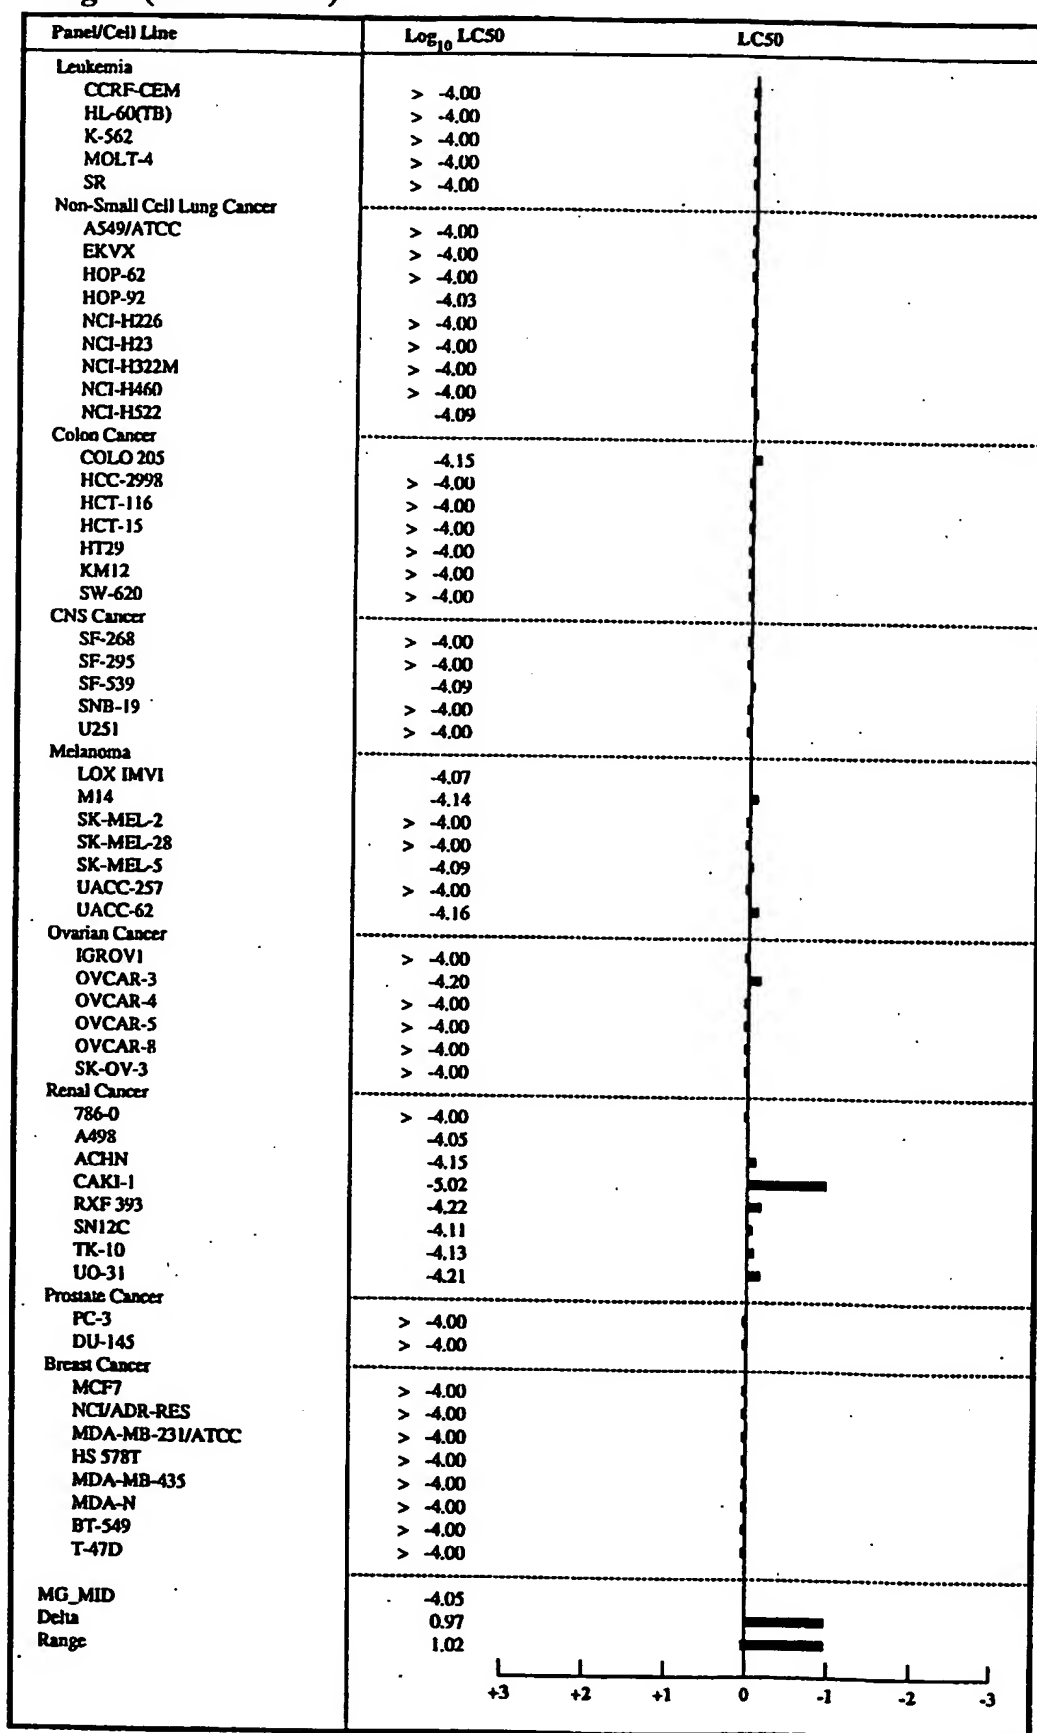 Panel/Cell Line Log10 LC50 LC50
Leukemia
CCRF-CEM > -4.00
HL-60(TB) > -4.00
K-562 > -4.00
MOLT-4 > -4.00
SR > -4.00
Non-Small Cell Lung Cancer
A549/ATCC > -4.00
EKVX > -4.00
HOP-62 > -4.00
HOP-92 -4.03
NCI-H226 > -4.00
NCI-H23 > -4.00
NCI-H322M > -4.00
NCI-H460 > -4.00
NCI-H522 -4.09
Colon Cancer
COLO 205 -4.15
HCC-2998 > -4.00
HCT-116 > -4.00
HCT-15 > -4.00
HT29 > -4.00
KM12 > -4.00
SW-620 > -4.00
CNS Cancer
SF-268 > -4.00
SF-295 > -4.00
SF-539 -4.09
SNB-19 > -4.00
U251 > -4.00
Melanoma
LOX IMVI -4.07
M14 -4.14
SK-MEL-2 > -4.00
SK-MEL-28 > -4.00
SK-MEL-5 -4.09
UACC-257 > -4.00
UACC-62 -4.16
Ovarian Cancer
IGROV1 > -4.00
OVCAR-3 -4.20
OVCAR-4 > -4.00
OVCAR-5 > -4.00
OVCAR-8 > -4.00
SK-OV-3 > -4.00
Renal Cancer
786-0 > -4.00
A498 -4.05
ACHN -4.15
CAKI-1 -5.02
RXF 393 -4.22
SN12C -4.11
TK-10 -4.13
UO-31 -4.21
Prostate Cancer
PC-3 > -4.00
DU-145 > -4.00
Breast Cancer
MCF7 > -4.00
NCI/ADR-RES > -4.00
MDA-MB-231/ATCC > -4.00
HS 578T > -4.00
MDA-MB-435 > -4.00
MDA-N > -4.00
BT-549 > -4.00
T-47D > -4.00
MG_MID -4.05
Delta 0.97
Range 1.02
+3 +2 +1 0 -1 -2 -3